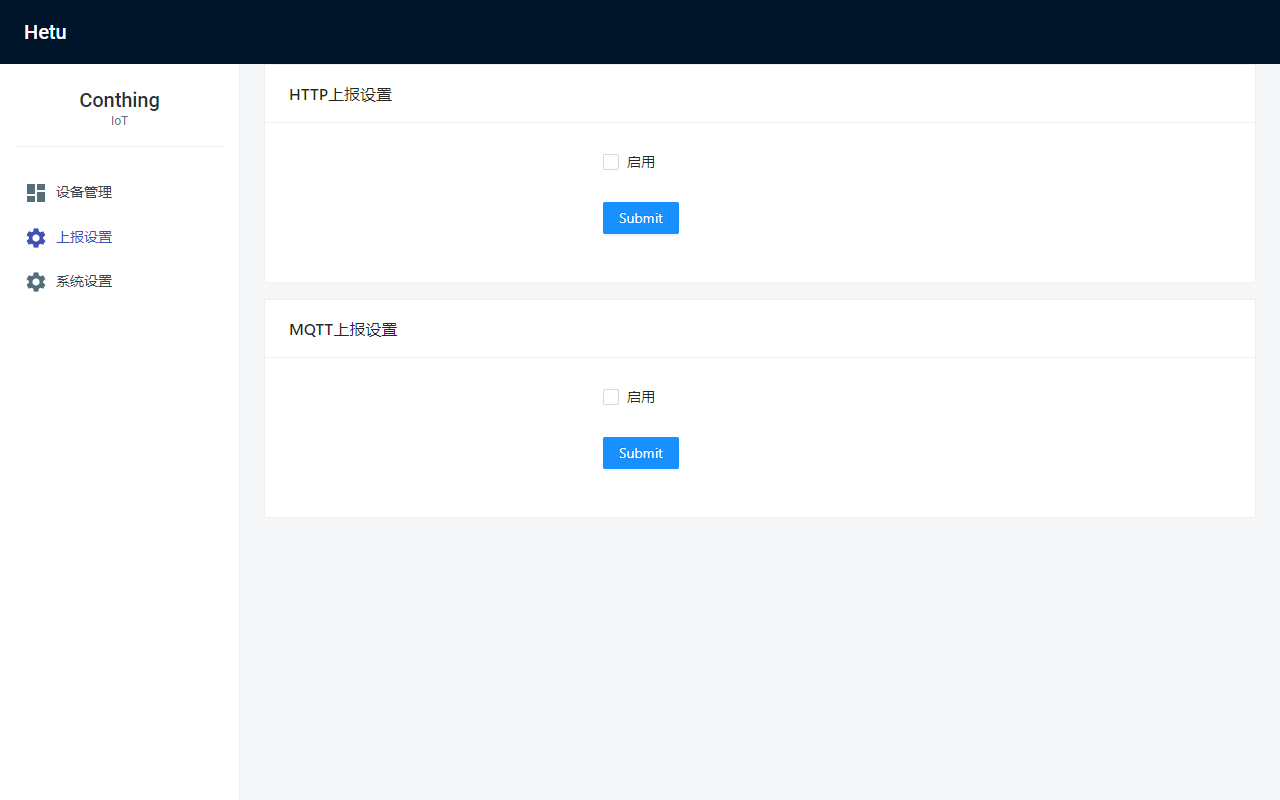 Hetu
Conthing
IoT
设备管理
上报设置
系统设置
HTTP上报设置
启用
Submit
MQTT上报设置
启用
Submit